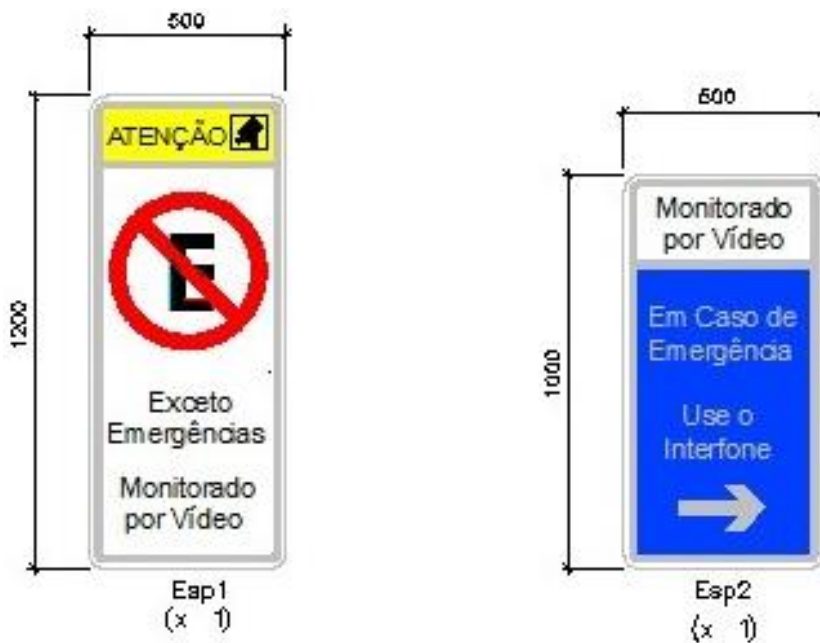 500
1200
ATENÇÃO
E
Exceto
Emergências
Monitorado
por Vídeo
Esp1
(x 1)
500
1000
Monitorado
por Vídeo
Em Caso de
Emergência
Use o
Interfone
Esp2
(x 1)